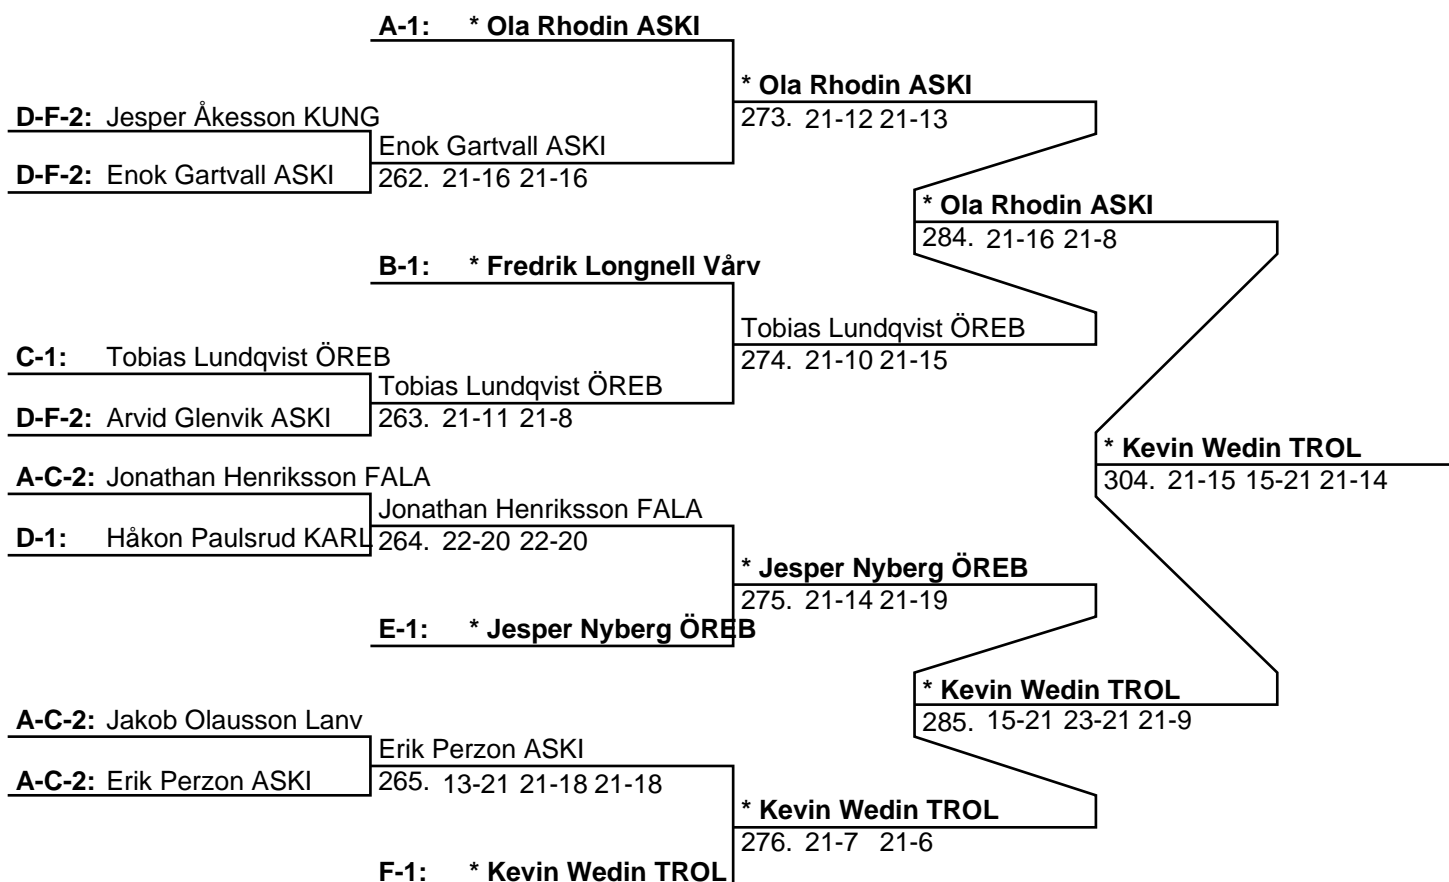 A-1: * Ola Rhodin ASKI
* Ola Rhodin ASKI
D-F-2: Jesper Åkesson KUNG
273. 21-12 21-13
Enok Gartvall ASKI
D-F-2: Enok Gartvall ASKI
262. 21-16 21-16
* Ola Rhodin ASKI
284. 21-16 21-8
B-1: * Fredrik Longnell Vårv
Tobias Lundqvist ÖREB
C-1: Tobias Lundqvist ÖREB
274. 21-10 21-15
Tobias Lundqvist ÖREB
D-F-2: Arvid Glenvik ASKI
263. 21-11 21-8
* Kevin Wedin TROL
A-C-2: Jonathan Henriksson FALA
304. 21-15 15-21 21-14
Jonathan Henriksson FALA
D-1: Håkon Paulsrud KARL
264. 22-20 22-20
* Jesper Nyberg ÖREB
275. 21-14 21-19
E-1: * Jesper Nyberg ÖREB
* Kevin Wedin TROL
A-C-2: Jakob Olausson Lanv
285. 15-21 23-21 21-9
Erik Perzon ASKI
A-C-2: Erik Perzon ASKI
265. 13-21 21-18 21-18
* Kevin Wedin TROL
276. 21-7 21-6
F-1: * Kevin Wedin TROL